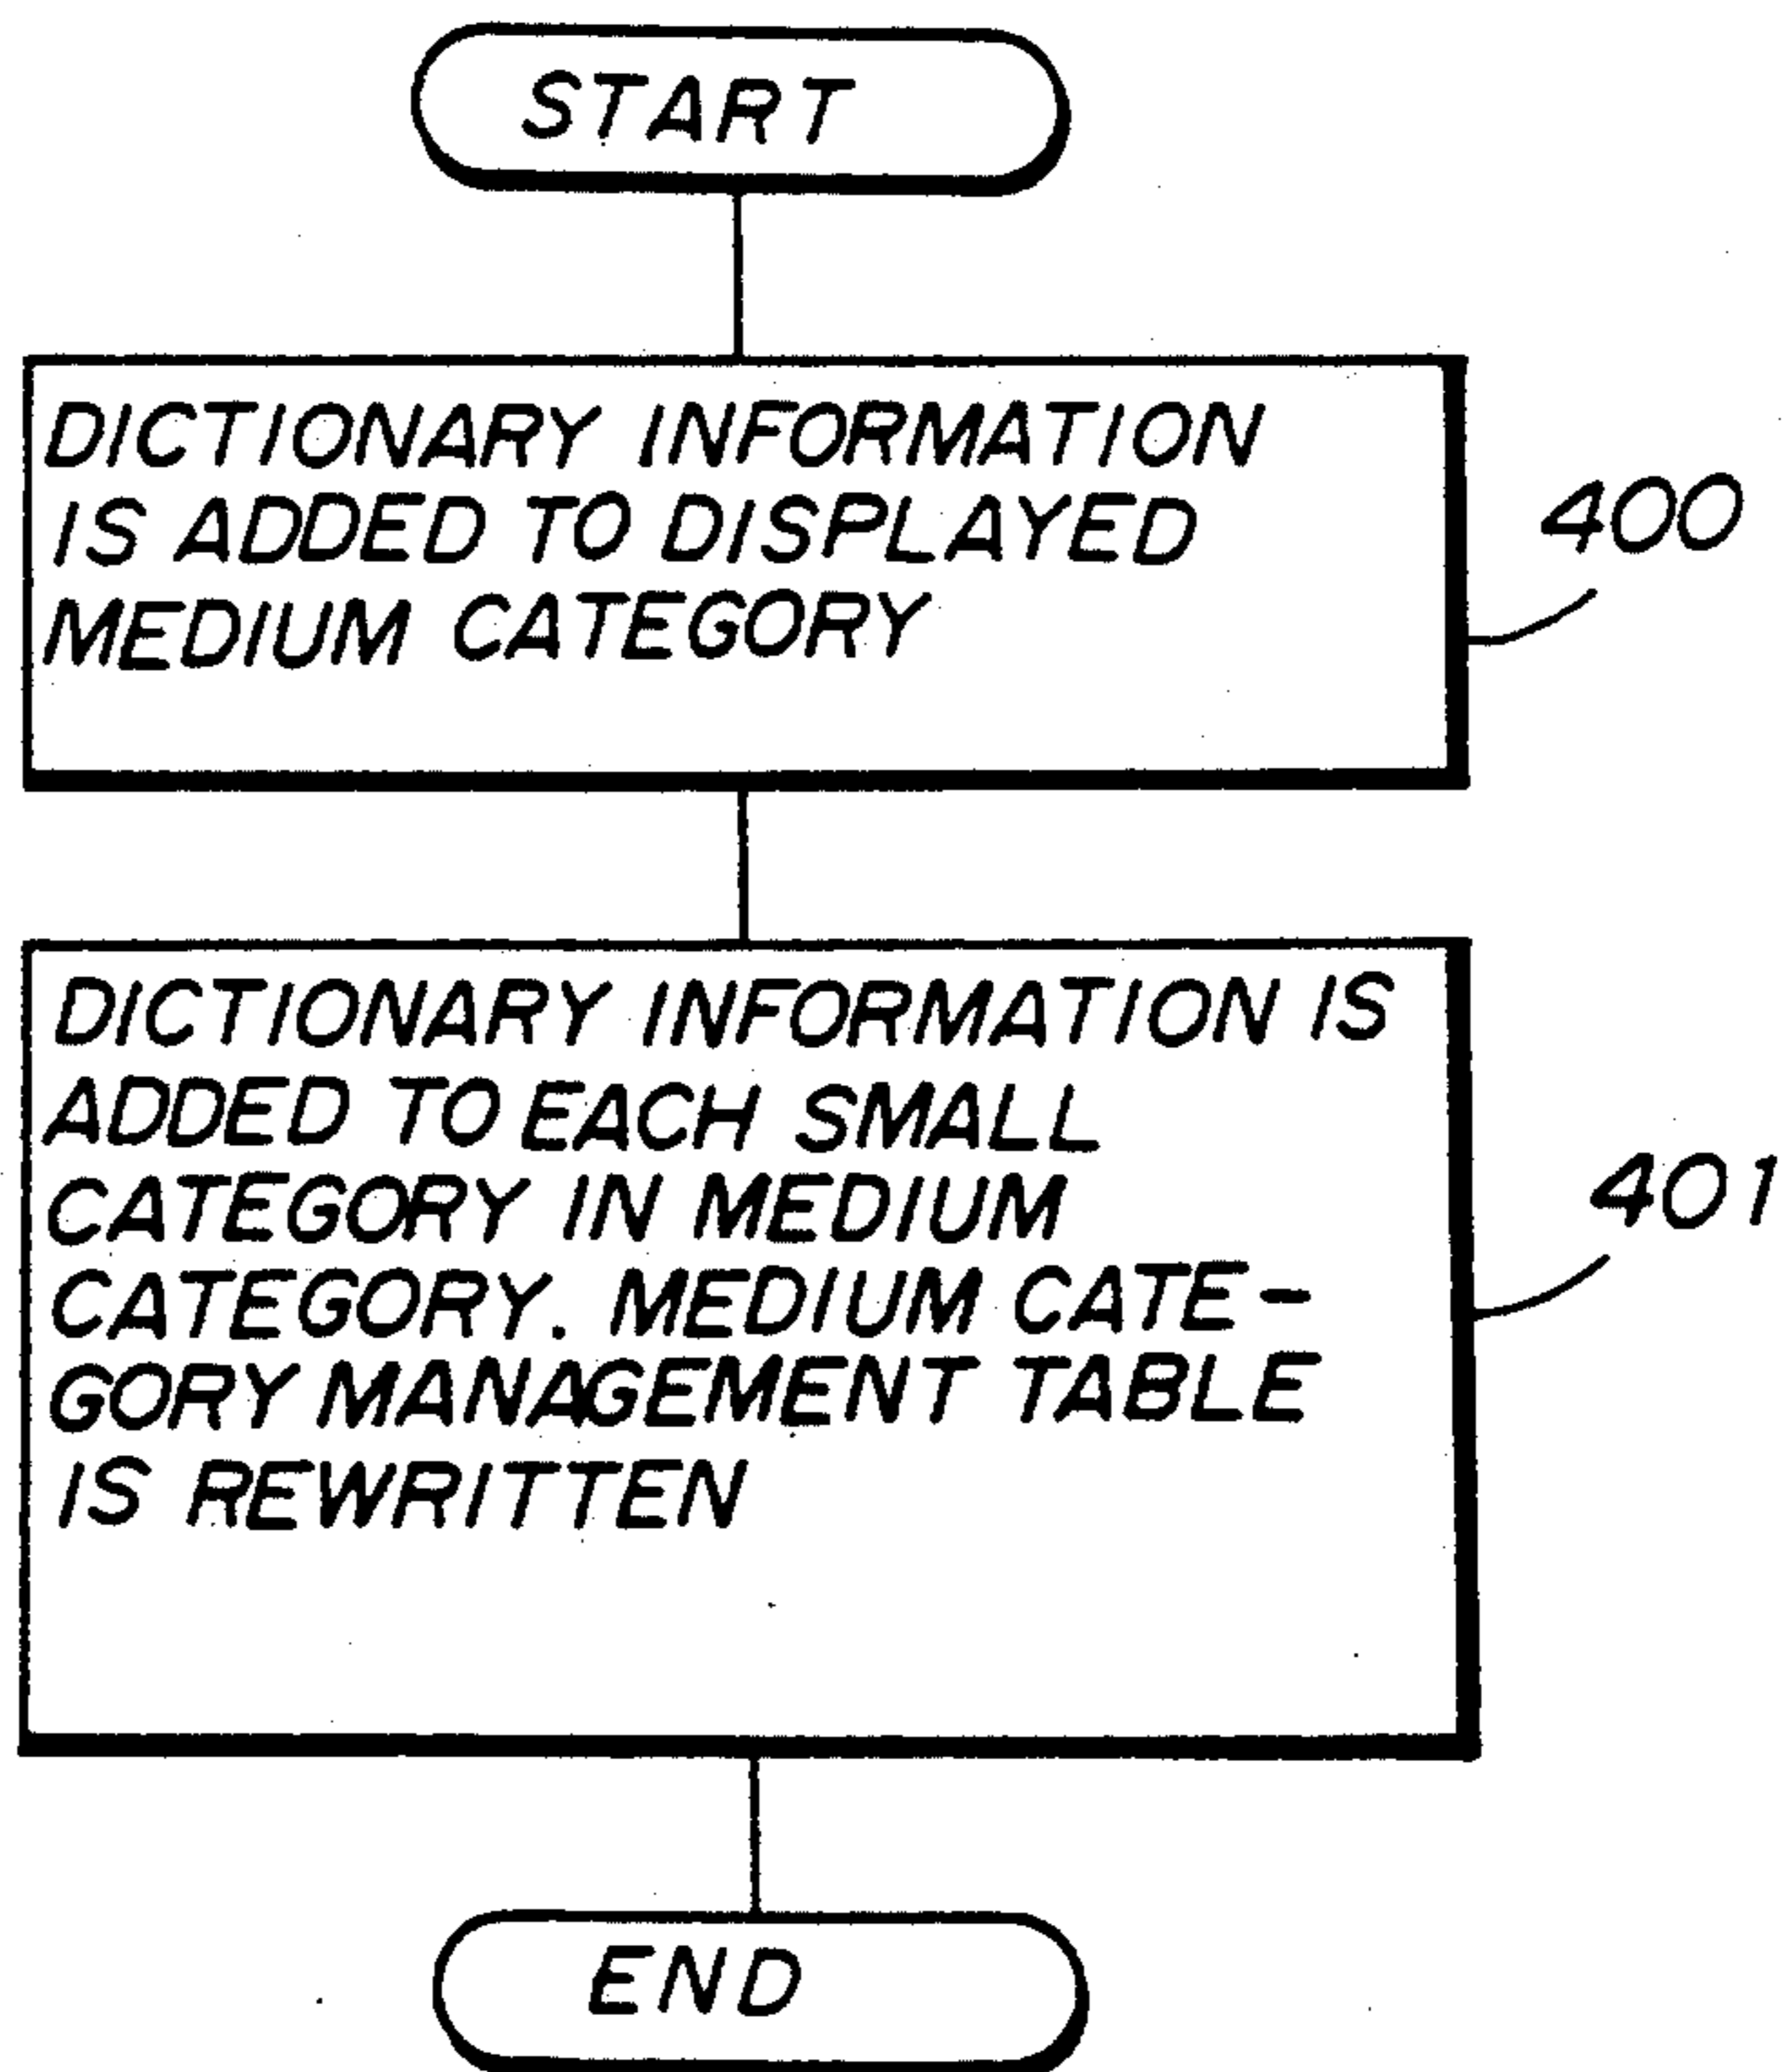 START
DICTIONARY INFORMATION
IS ADDED TO DISPLAYED
MEDIUM CATEGORY
400
DICTIONARY INFORMATION IS
ADDED TO EACH SMALL
CATEGORY IN MEDIUM
CATEGORY. MEDIUM CATE-
GORY MANAGEMENT TABLE
IS REWRITTEN
401
END